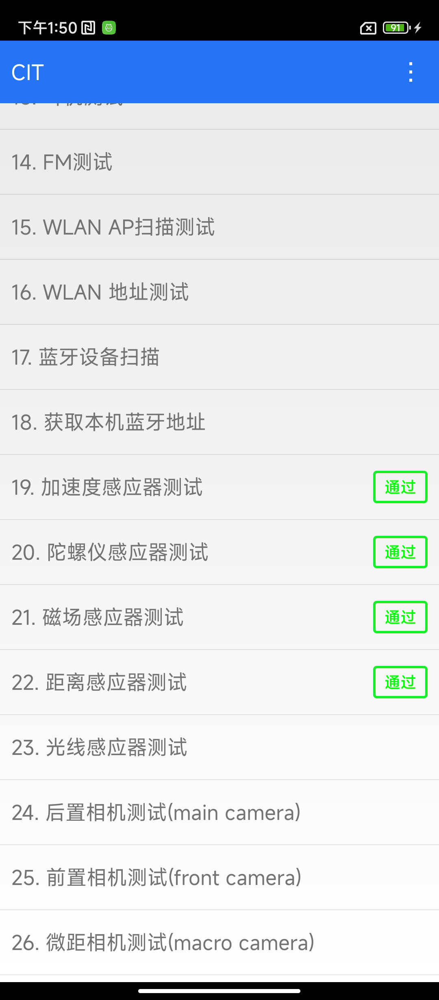 下午1:50
91
CIT
14. FM测试
15. WLAN AP扫描测试
16. WLAN 地址测试
17. 蓝牙设备扫描
18. 获取本机蓝牙地址
19. 加速度感应器测试 通过
20. 陀螺仪感应器测试 通过
21. 磁场感应器测试 通过
22. 距离感应器测试 通过
23. 光线感应器测试
24. 后置相机测试(main camera)
25. 前置相机测试(front camera)
26. 微距相机测试(macro camera)